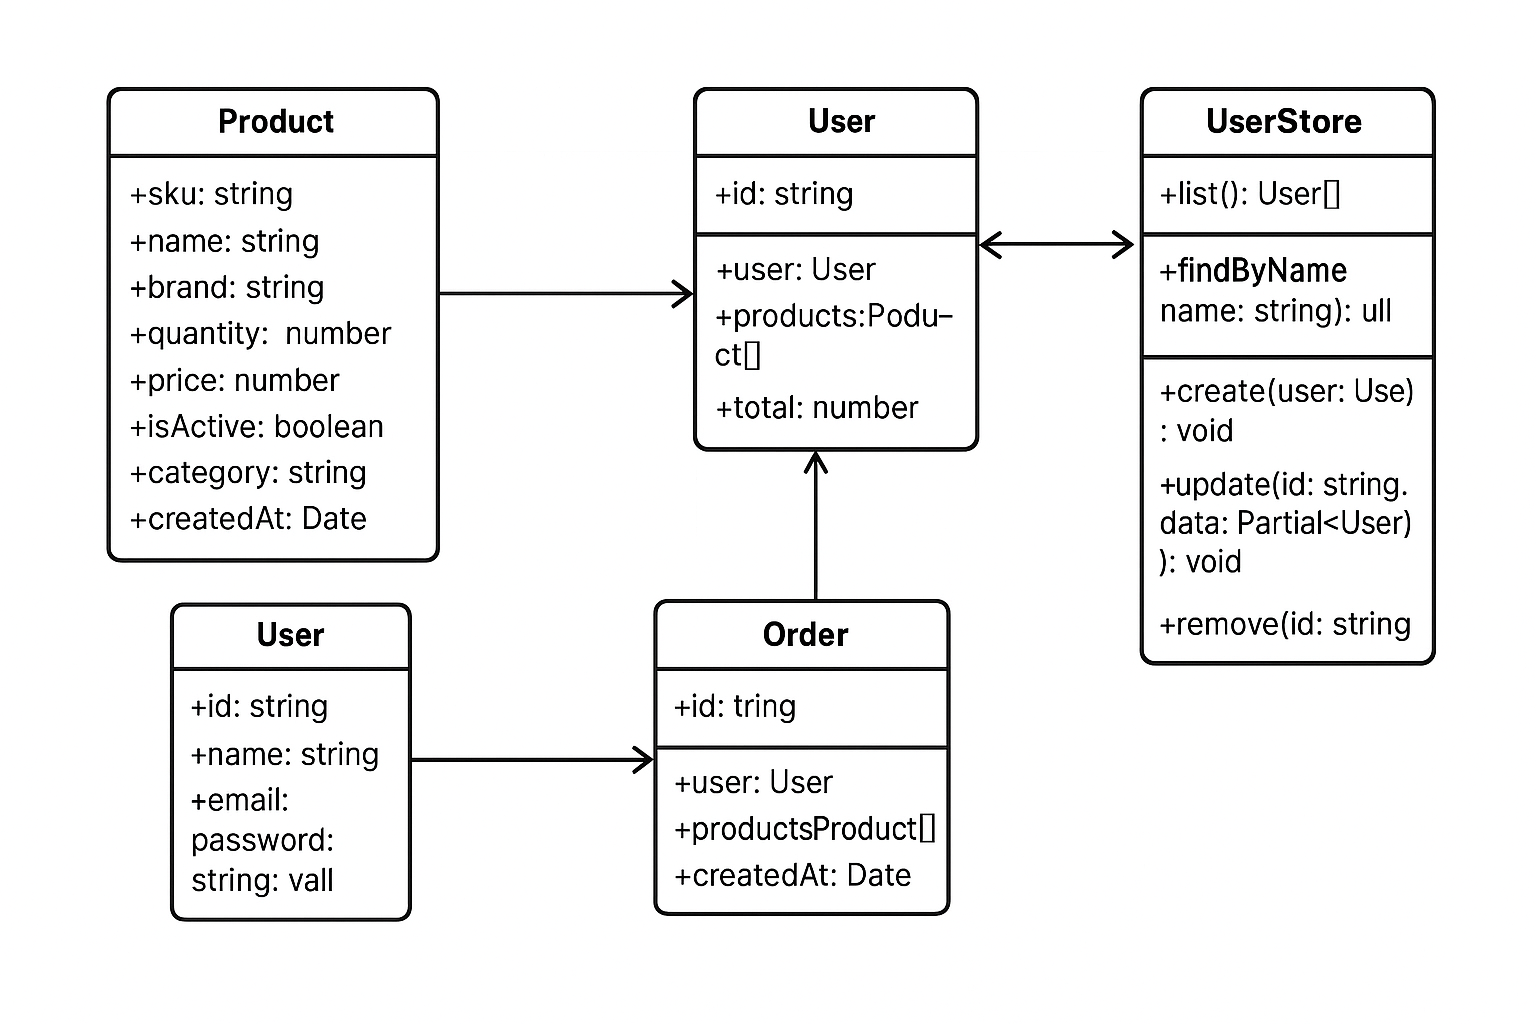 Product
+sku: string
+name: string
+brand: string
+quantity: number
+price: number
+isActive: boolean
+category: string
+createdAt: Date
User
+id: string
+user: User
+products:Podu–
ct[]
+total: number
UserStore
+list(): User[]
+findByName
name: string): ull
+create(user: Use)
: void
+update(id: string.
data: Partial<User)
): void
+remove(id: string
User
+id: string
+name: string
+email:
password:
string: vall
Order
+id: tring
+user: User
+productsProduct[]
+createdAt: Date